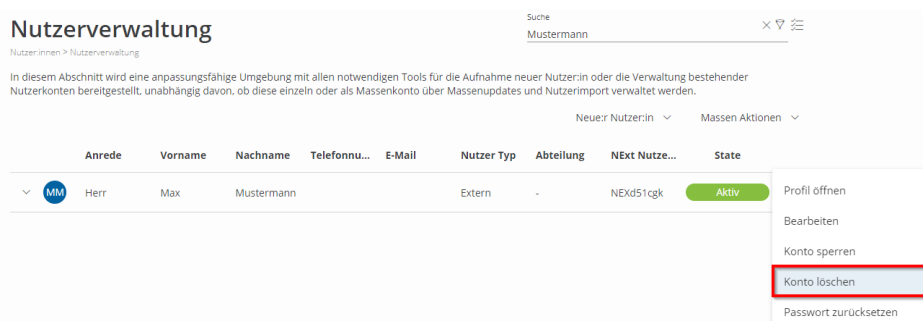 Nutzerverwaltung
Suche
Mustermann
Nutzer:innen > Nutzerverwaltung
In diesem Abschnitt wird eine anpassungsfähige Umgebung mit allen notwendigen Tools für die Aufnahme neuer Nutzer:in oder die Verwaltung bestehender
Nutzerkonten bereitgestellt, unabhängig davon, ob diese einzeln oder als Massenkonto über Massenupdates und Nutzerimport verwaltet werden.
Neue:r Nutzer:in Massen Aktionen
Anrede Vorname Nachname Telefonnu... E-Mail Nutzer Typ Abteilung NExt Nutze... State
MM Herr Max Mustermann Extern - NEXd51cgk Aktiv
Profil öffnen
Bearbeiten
Konto sperren
Konto löschen
Passwort zurücksetzen